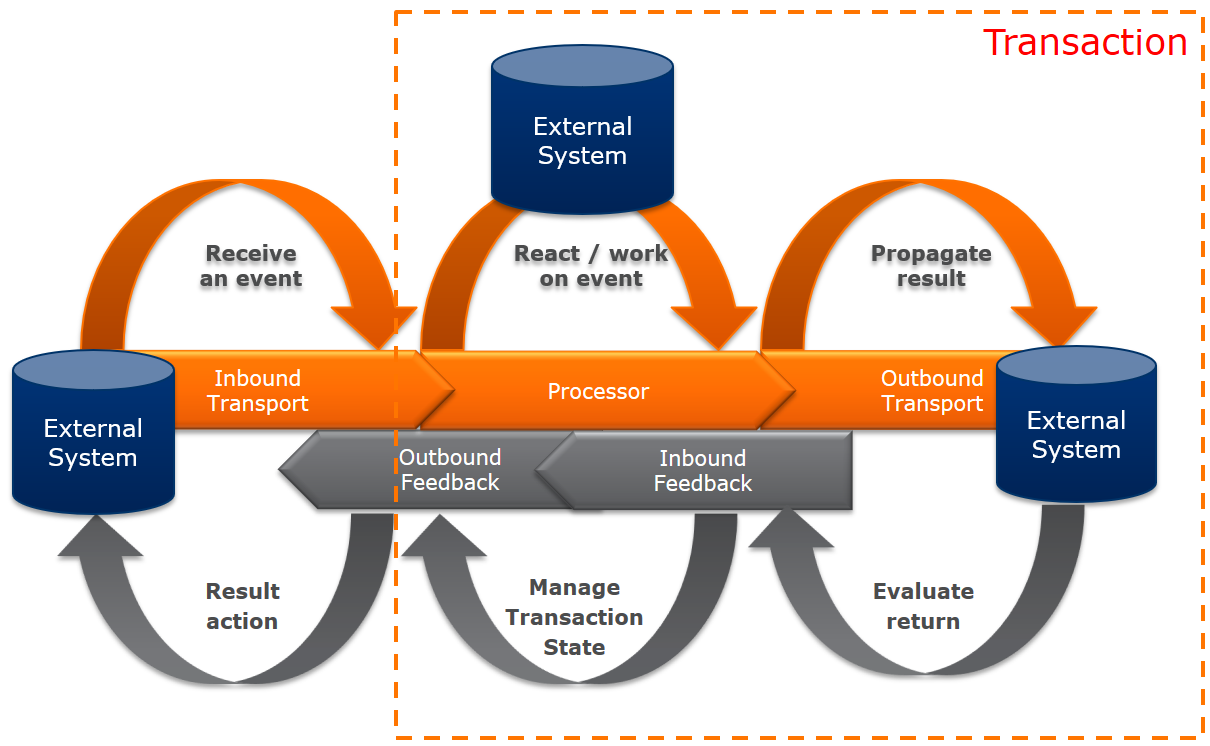 Transaction
External
System
Receive
an event
React / work
on event
Propagate
result
Inbound
Transport
Processor
Outbound
Transport
External
System
External
System
Outbound
Feedback
Inbound
Feedback
Result
action
Manage
Transaction
State
Evaluate
return